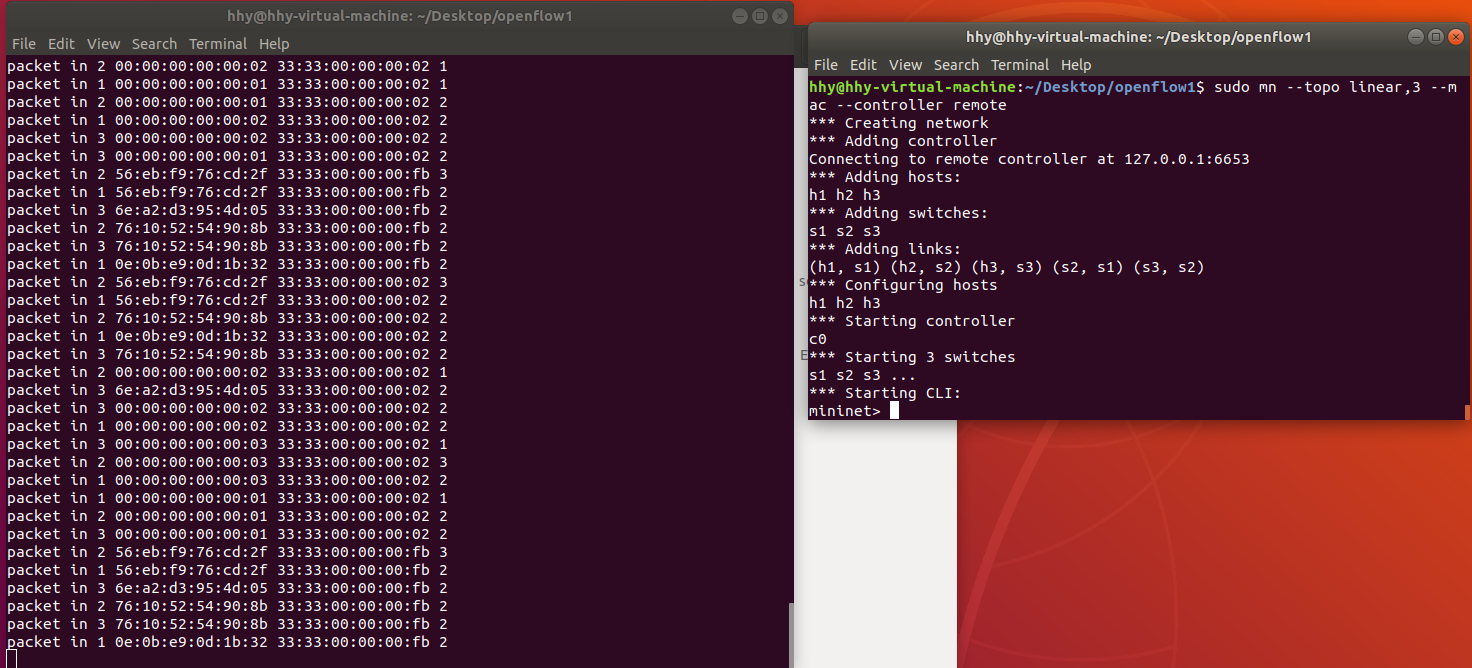 hhy@hhy-virtual-machine: ~/Desktop/openflow1
File Edit View Search Terminal Help
packet in 2 00:00:00:00:00:02 33:33:00:00:00:02 1
packet in 1 00:00:00:00:00:01 33:33:00:00:00:02 1
packet in 2 00:00:00:00:00:01 33:33:00:00:00:02 2
packet in 1 00:00:00:00:00:02 33:33:00:00:00:02 2
packet in 3 00:00:00:00:00:02 33:33:00:00:00:02 2
packet in 3 00:00:00:00:00:01 33:33:00:00:00:02 2
packet in 2 56:eb:f9:76:cd:2f 33:33:00:00:00:fb 3
packet in 1 56:eb:f9:76:cd:2f 33:33:00:00:00:fb 2
packet in 3 6e:a2:d3:95:4d:05 33:33:00:00:00:fb 2
packet in 2 76:10:52:54:90:8b 33:33:00:00:00:fb 2
packet in 3 76:10:52:54:90:8b 33:33:00:00:00:fb 2
packet in 1 0e:0b:e9:0d:1b:32 33:33:00:00:00:fb 2
packet in 2 56:eb:f9:76:cd:2f 33:33:00:00:00:02 3
packet in 1 56:eb:f9:76:cd:2f 33:33:00:00:00:02 2
packet in 2 76:10:52:54:90:8b 33:33:00:00:00:02 2
packet in 1 0e:0b:e9:0d:1b:32 33:33:00:00:00:02 2
packet in 3 76:10:52:54:90:8b 33:33:00:00:00:02 2
packet in 2 00:00:00:00:00:02 33:33:00:00:00:02 1
packet in 3 6e:a2:d3:95:4d:05 33:33:00:00:00:02 2
packet in 3 00:00:00:00:00:02 33:33:00:00:00:02 2
packet in 1 00:00:00:00:00:02 33:33:00:00:00:02 2
packet in 3 00:00:00:00:00:03 33:33:00:00:00:02 1
packet in 2 00:00:00:00:00:03 33:33:00:00:00:02 3
packet in 1 00:00:00:00:00:03 33:33:00:00:00:02 2
packet in 1 00:00:00:00:00:01 33:33:00:00:00:02 1
packet in 2 00:00:00:00:00:01 33:33:00:00:00:02 2
packet in 3 00:00:00:00:00:01 33:33:00:00:00:02 2
packet in 2 56:eb:f9:76:cd:2f 33:33:00:00:00:fb 3
packet in 1 56:eb:f9:76:cd:2f 33:33:00:00:00:fb 2
packet in 3 6e:a2:d3:95:4d:05 33:33:00:00:00:fb 2
packet in 2 76:10:52:54:90:8b 33:33:00:00:00:fb 2
packet in 3 76:10:52:54:90:8b 33:33:00:00:00:fb 2
packet in 1 0e:0b:e9:0d:1b:32 33:33:00:00:00:fb 2
hhy@hhy-virtual-machine: ~/Desktop/openflow1
File Edit View Search Terminal Help
hhy@hhy-virtual-machine:~/Desktop/openflow1$ sudo mn --topo linear,3 --m
ac --controller remote
*** Creating network
*** Adding controller
Connecting to remote controller at 127.0.0.1:6653
*** Adding hosts:
h1 h2 h3
*** Adding switches:
s1 s2 s3
*** Adding links:
(h1, s1) (h2, s2) (h3, s3) (s2, s1) (s3, s2)
*** Configuring hosts
h1 h2 h3
*** Starting controller
c0
*** Starting 3 switches
s1 s2 s3 ...
*** Starting CLI:
mininet>